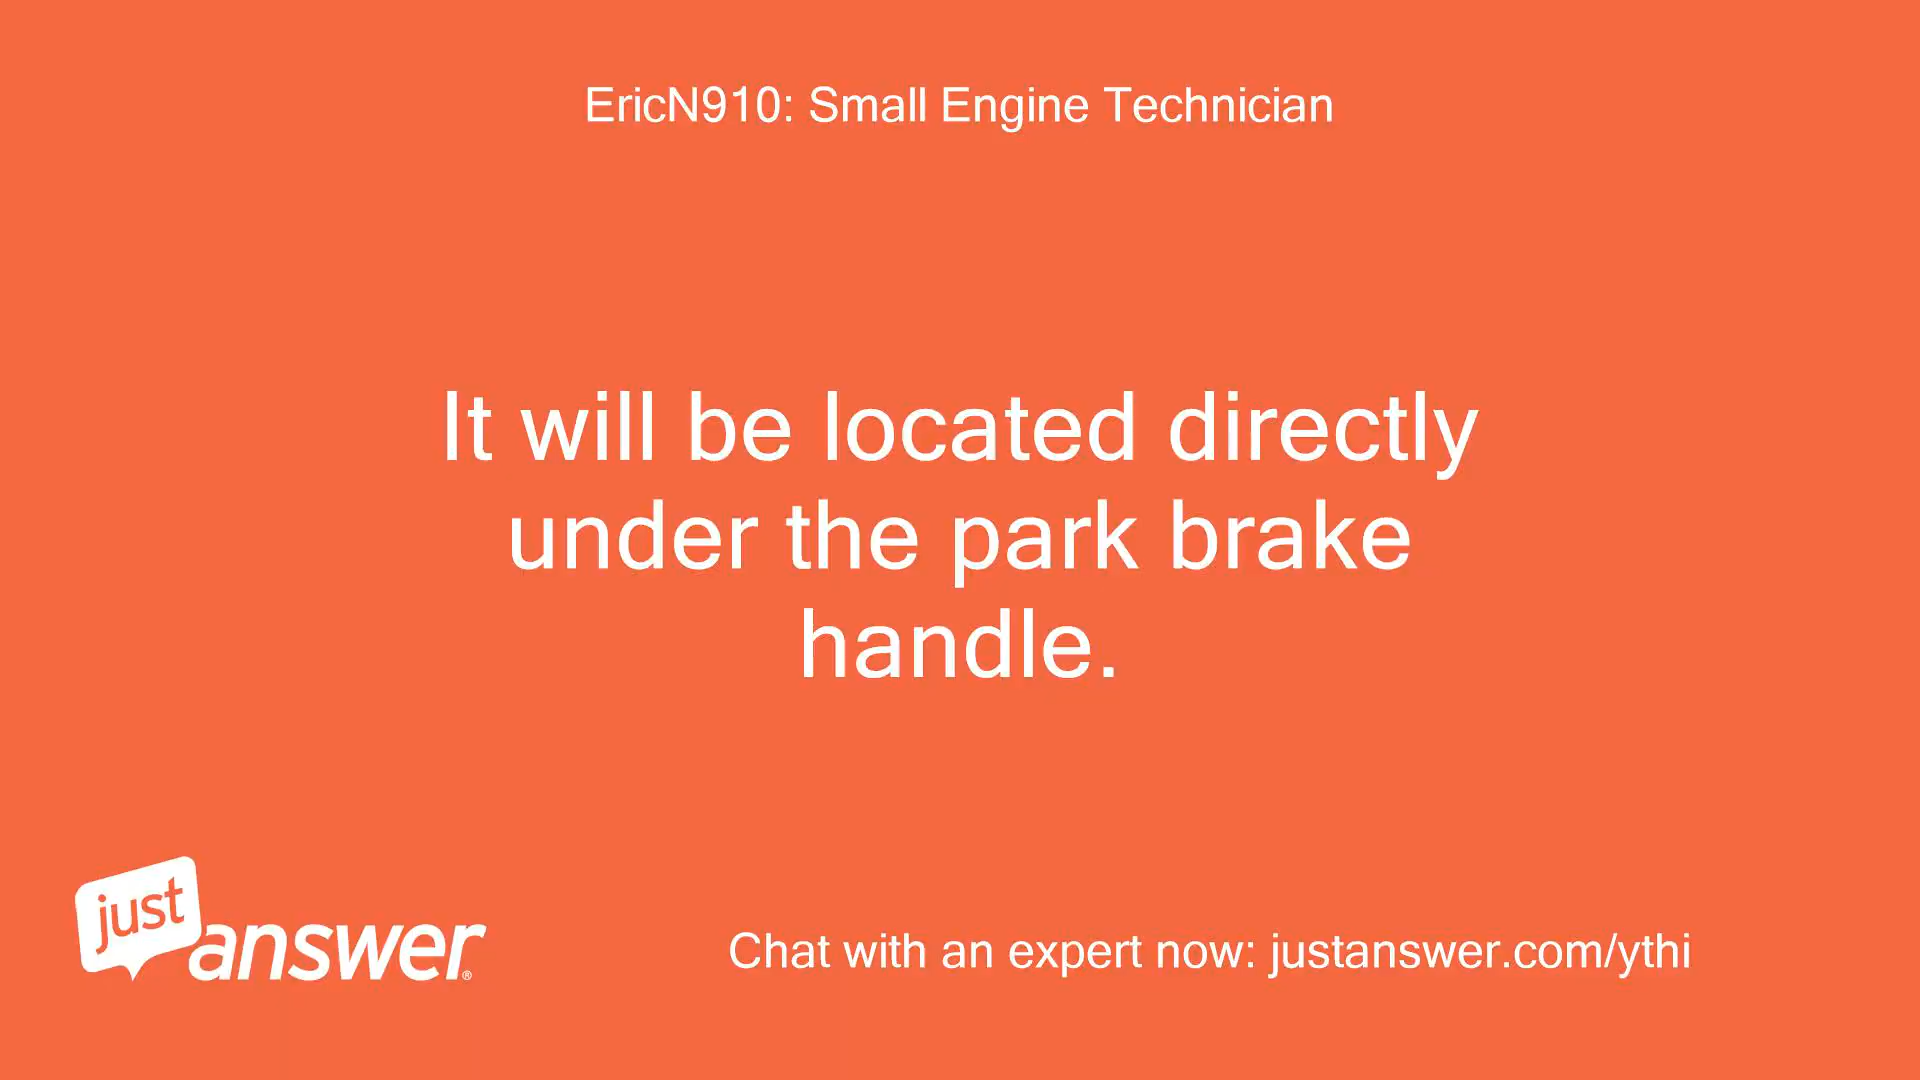 EricN910: Small Engine Technician
It will be located directly
under the park brake
handle.
just
answer®
Chat with an expert now: justanswer.com/ythi